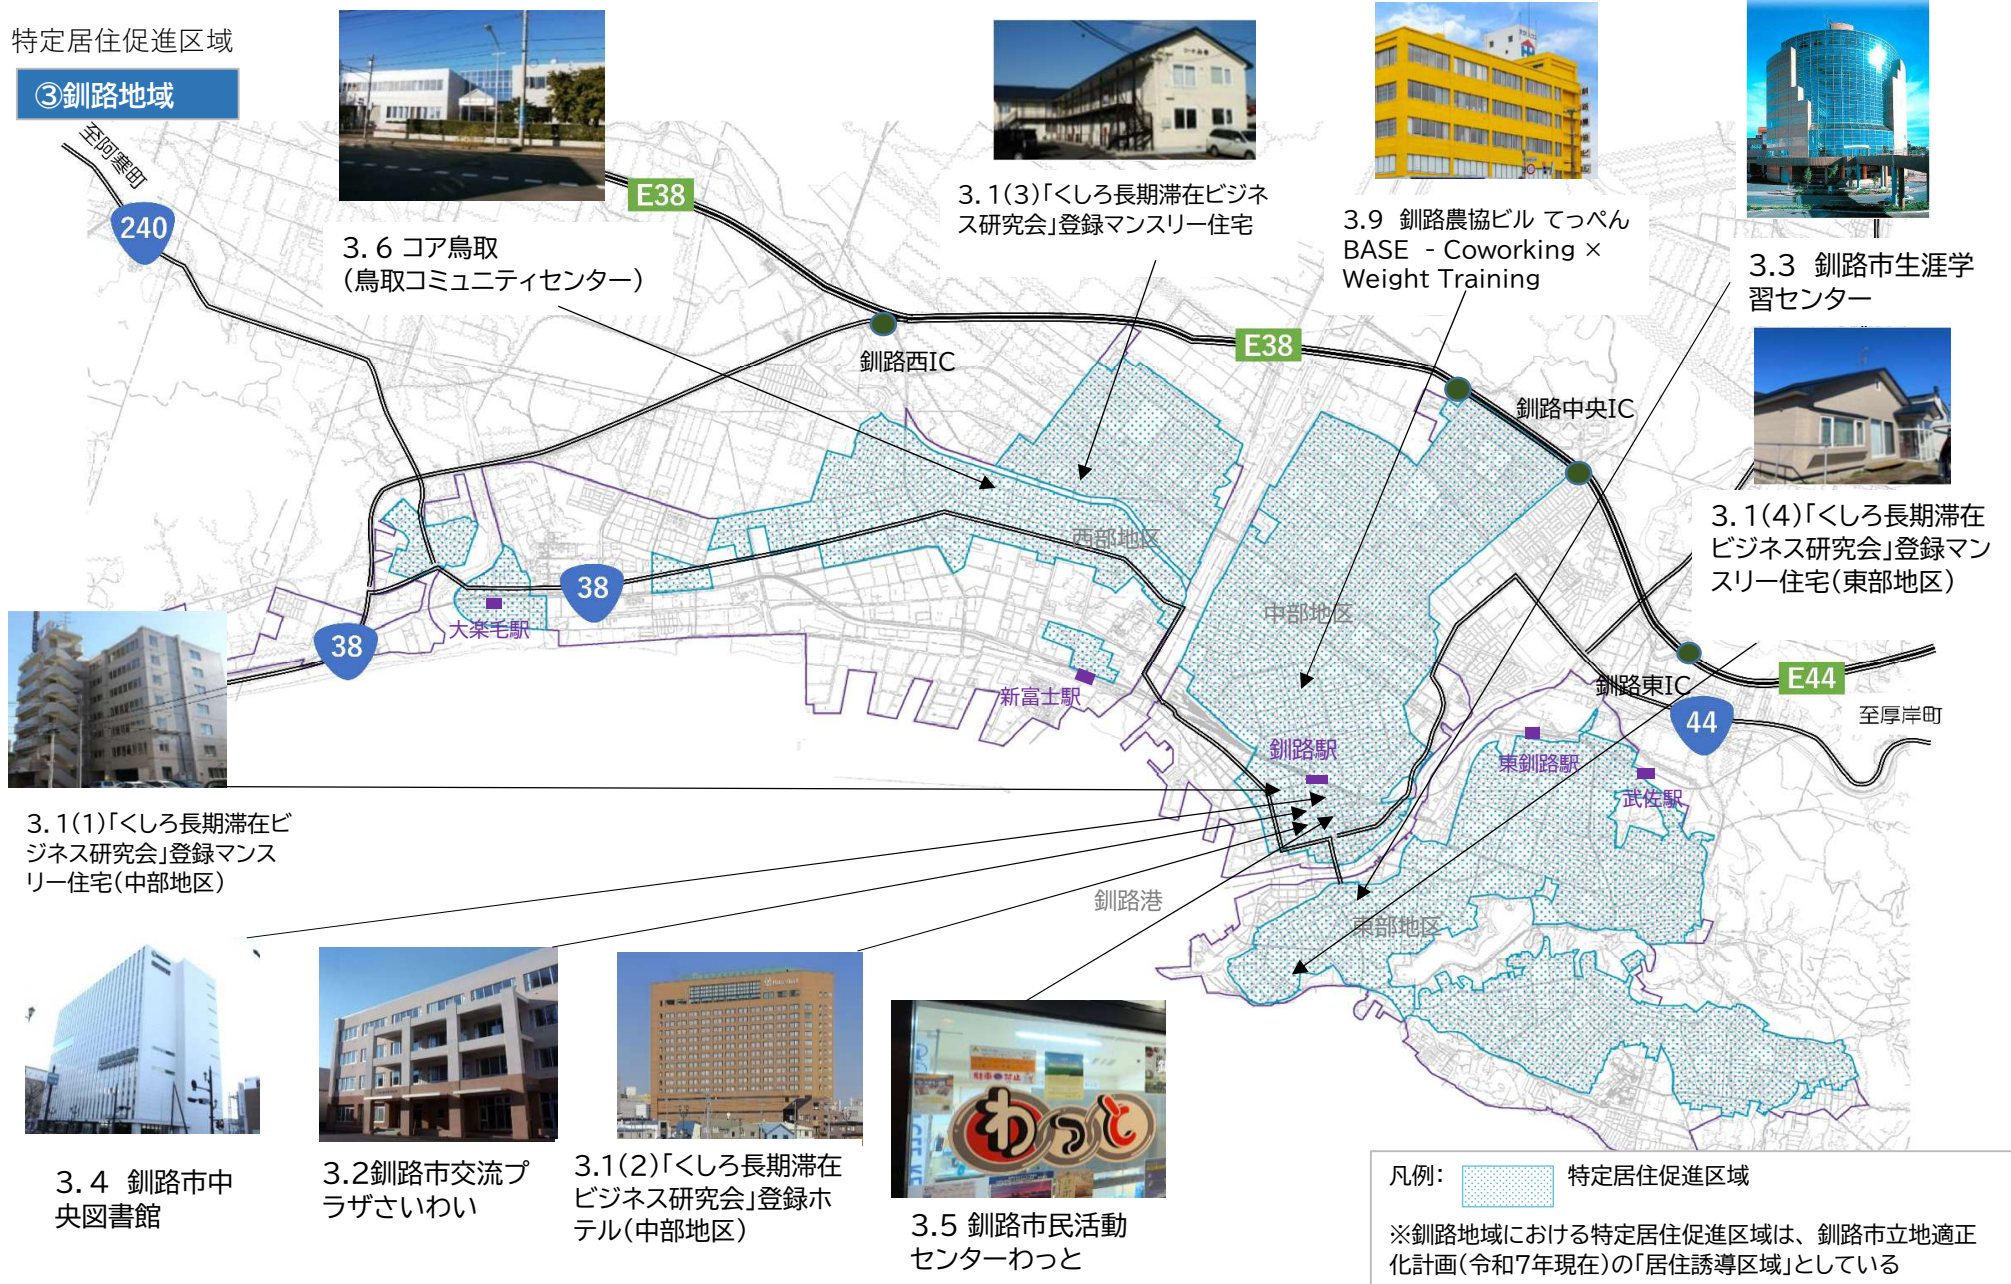 特定居住促進区域
③釧路地域
至阿寒町
240
E38
3.6 コア鳥取
(鳥取コミュニティセンター)
3.1(3)「くしろ長期滞在ビジネ
ス研究会」登録マンスリー住宅
3.9 釧路農協ビル てっぺん
BASE - Coworking ×
Weight Training
3.3 釧路市生涯学
習センター
釧路西IC
E38
釧路中央IC
3.1(4)「くしろ長期滞在
ビジネス研究会」登録マン
スリー住宅(東部地区)
西部地区
中部地区
38
大楽毛駅
38
新富士駅
釧路駅
釧路東IC
E44
44
至厚岸町
東釧路駅
武佐駅
3.1(1)「くしろ長期滞在ビ
ジネス研究会」登録マンス
リー住宅(中部地区)
釧路港
東部地区
わっと
3.4 釧路市中
央図書館
3.2釧路市交流プ
ラザさいわい
3.1(2)「くしろ長期滞在
ビジネス研究会」登録ホ
テル(中部地区)
3.5 釧路市民活動
センターわっと
凡例:
特定居住促進区域
※釧路地域における特定居住促進区域は、釧路市立地適正
化計画(令和7年現在)の「居住誘導区域」としている